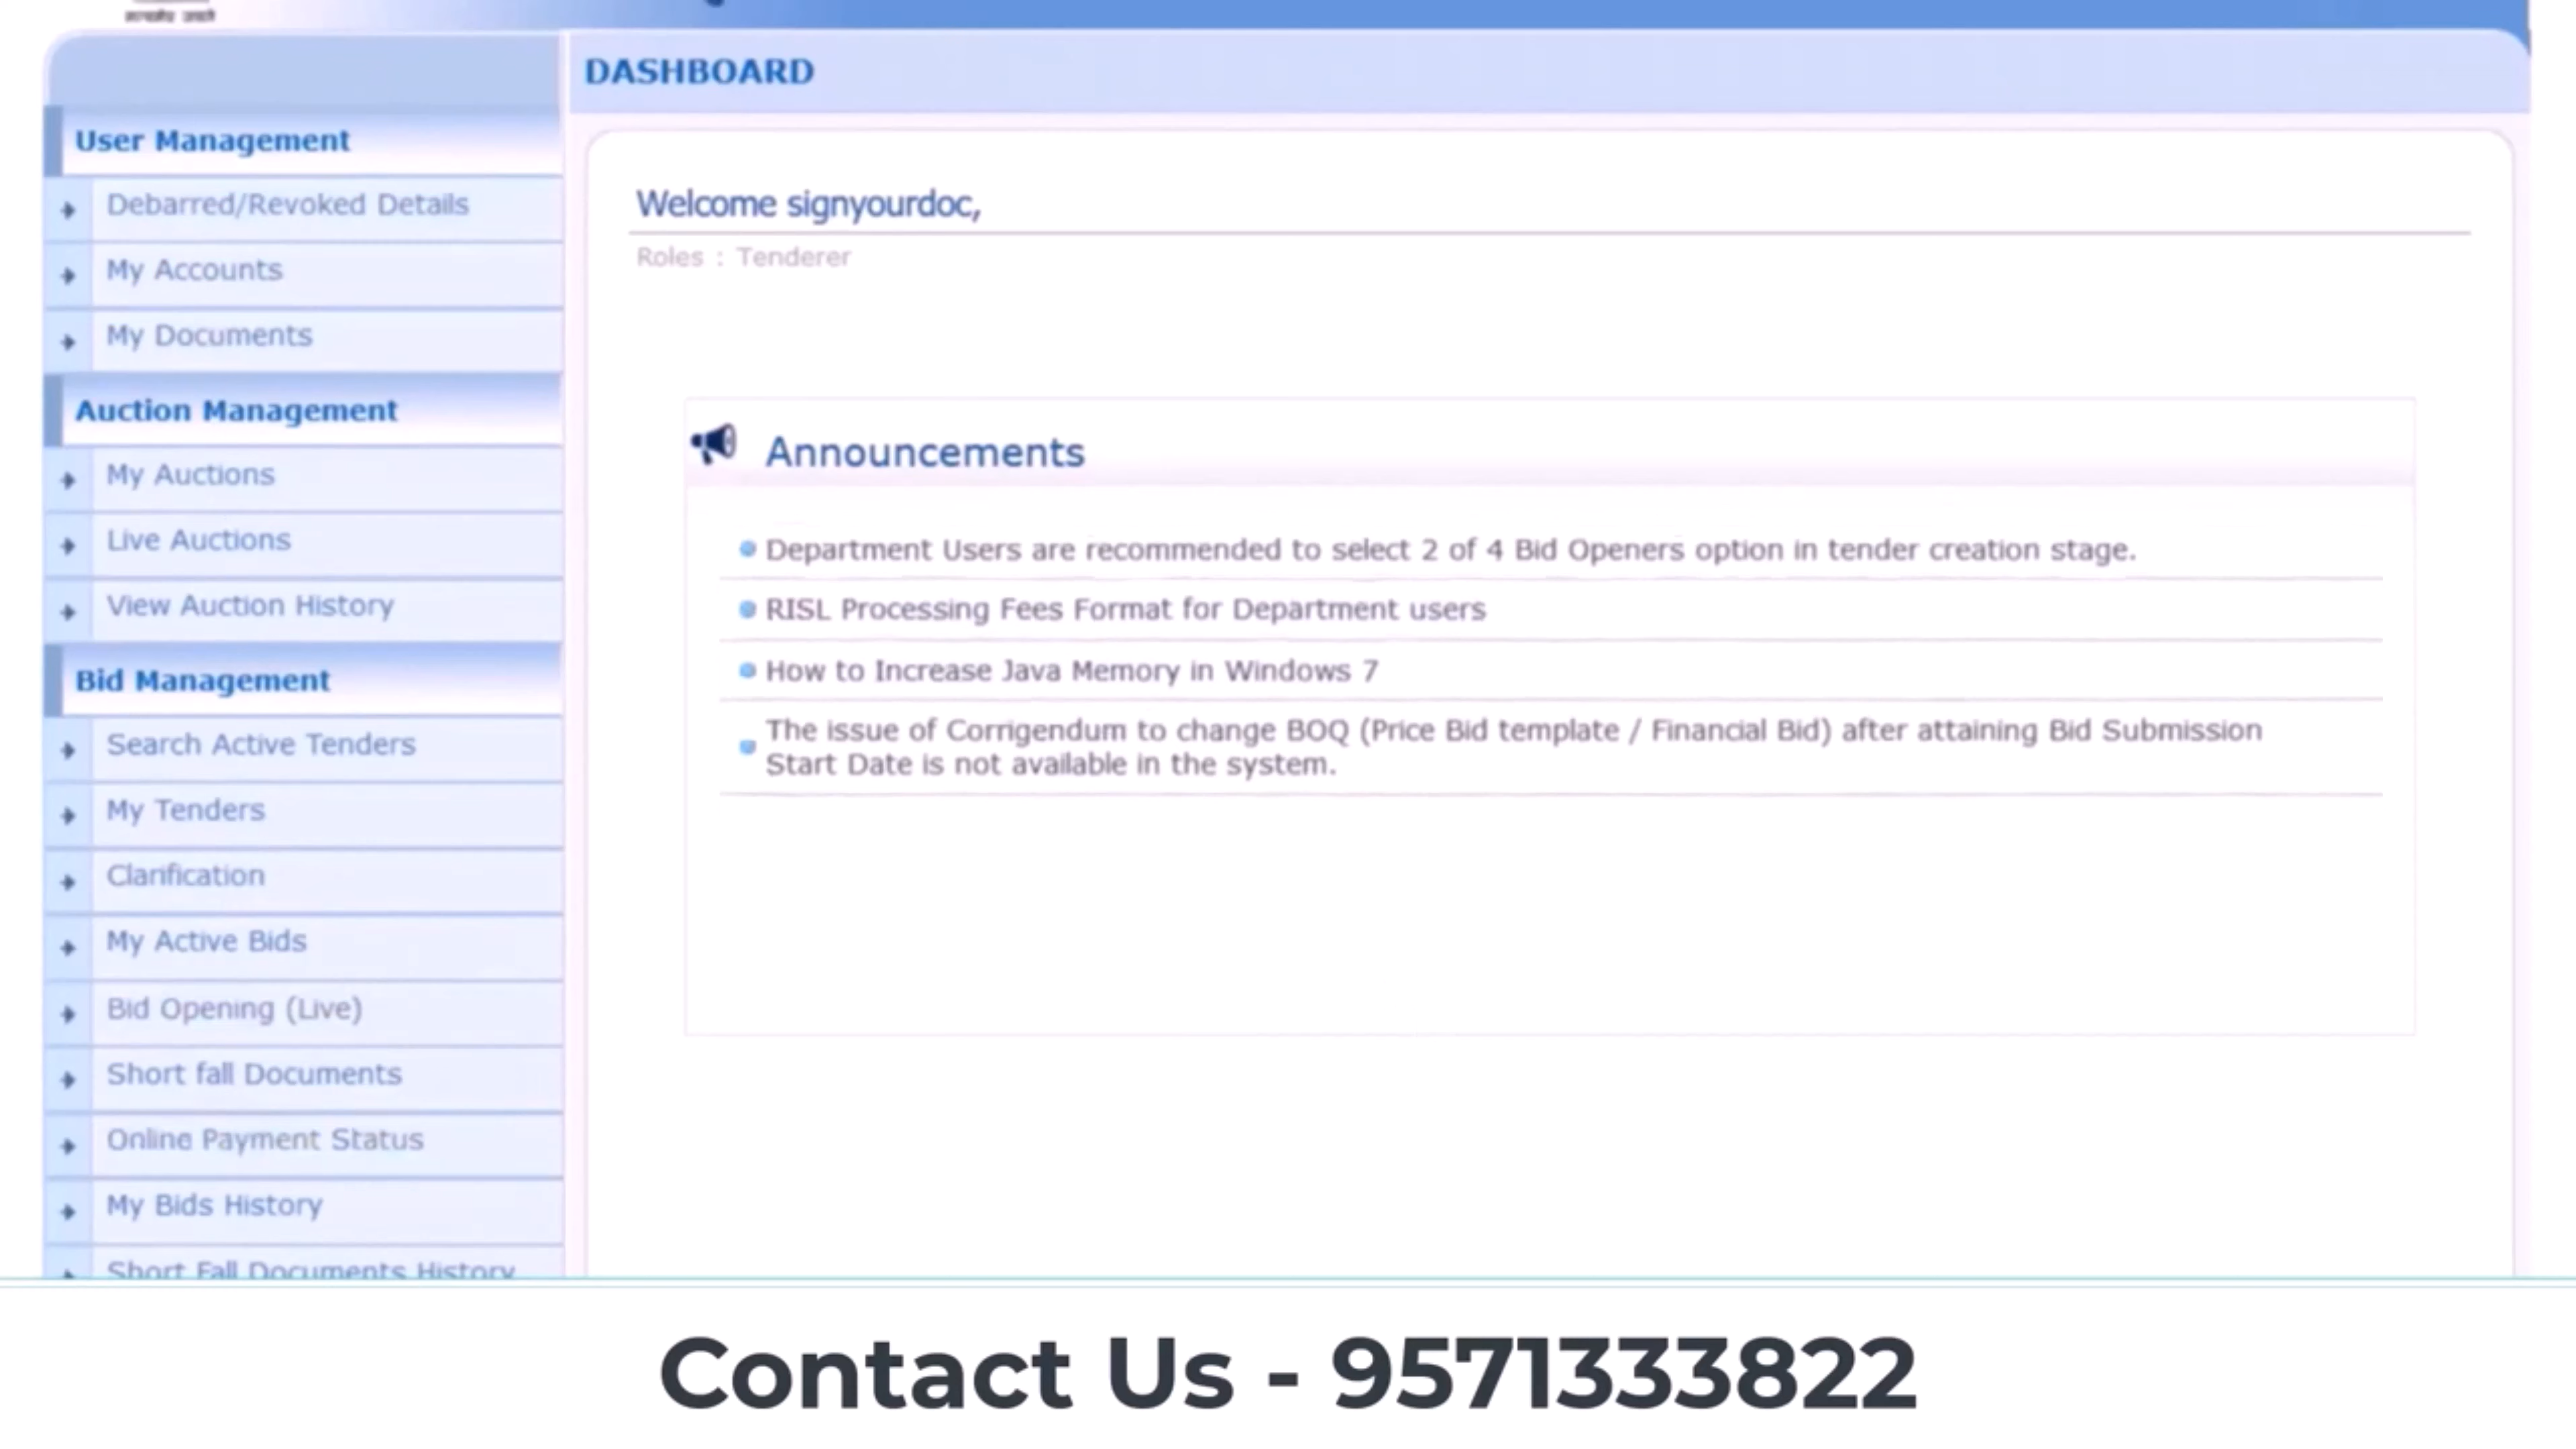 सत्यमेव जयते
DASHBOARD
User Management
Debarred/Revoked Details
My Accounts
My Documents
Auction Management
My Auctions
Live Auctions
View Auction History
Bid Management
Search Active Tenders
My Tenders
Clarification
My Active Bids
Bid Opening (Live)
Short fall Documents
Online Payment Status
My Bids History
Short Fall Documents History
Welcome signyourdoc,
Roles : Tenderer
Announcements
Department Users are recommended to select 2 of 4 Bid Openers option in tender creation stage.
RISL Processing Fees Format for Department users
How to Increase Java Memory in Windows 7
The issue of Corrigendum to change BOQ (Price Bid template / Financial Bid) after attaining Bid Submission
Start Date is not available in the system.
Contact Us - 9571333822